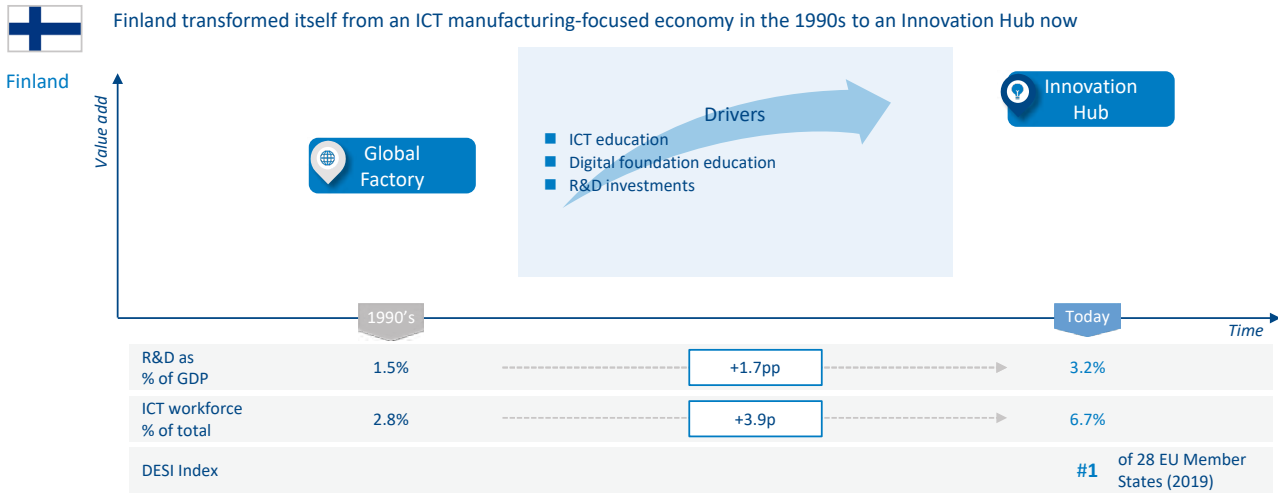 Finland transformed itself from an ICT manufacturing-focused economy in the 1990s to an Innovation Hub now
Finland
Value add
Global
Factory
Drivers
ICT education
Digital foundation education
R&D investments
Innovation
Hub
1990's
Today
Time
R&D as
% of GDP
1.5%
+1.7pp
3.2%
ICT workforce
% of total
2.8%
+3.9p
6.7%
DESI Index
#1
of 28 EU Member
States (2019)